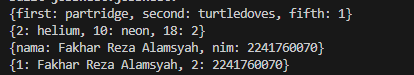 {first: partridge, second: turtledoves, fifth: 1}
{2: helium, 10: neon, 18: 2}
{nama: Fakhar Reza Alamsyah, nim: 2241760070}
{1: Fakhar Reza Alamsyah, 2: 2241760070}